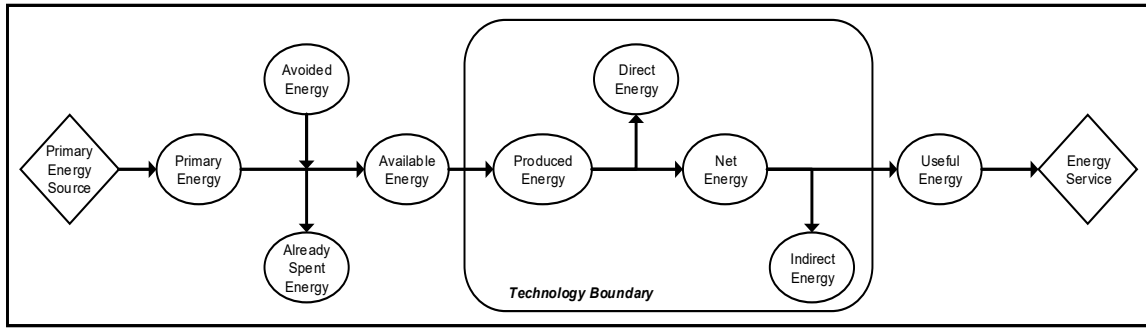 Primary
Energy
Source
Primary
Energy
Avoided
Energy
Already
Spent
Energy
Available
Energy
Produced
Energy
Direct
Energy
Net
Energy
Indirect
Energy
Technology Boundary
Useful
Energy
Energy
Service